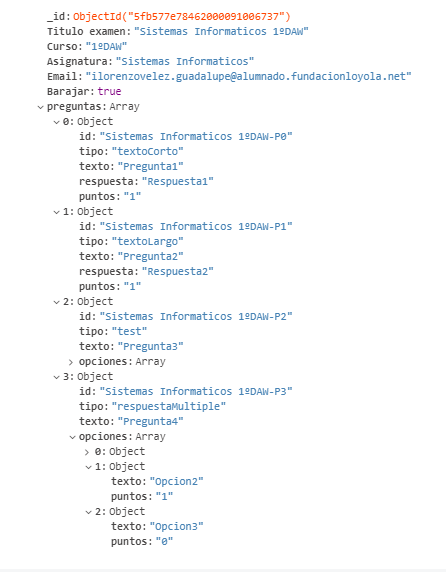 _id: ObjectId("5fb577e78462000091006737")
Titulo examen: "Sistemas Informaticos 1ºDAW"
Curso: "1ºDAW"
Asignatura: "Sistemas Informaticos"
Email: "ilorenzovelez.guadalupe@alumnado.fundacionloyola.net"
Barajar: true
preguntas: Array
0: Object
id: "Sistemas Informaticos 1ºDAW-P0"
tipo: "textoCorto"
texto: "Pregunta1"
respuesta: "Respuesta1"
puntos: "1"
1: Object
id: "Sistemas Informaticos 1ºDAW-P1"
tipo: "textoLargo"
texto: "Pregunta2"
respuesta: "Respuesta2"
puntos: "1"
2: Object
id: "Sistemas Informaticos 1ºDAW-P2"
tipo: "test"
texto: "Pregunta3"
opciones: Array
3: Object
id: "Sistemas Informaticos 1ºDAW-P3"
tipo: "respuestaMultiple"
texto: "Pregunta4"
opciones: Array
0: Object
1: Object
texto: "Opcion2"
puntos: "1"
2: Object
texto: "Opcion3"
puntos: "0"